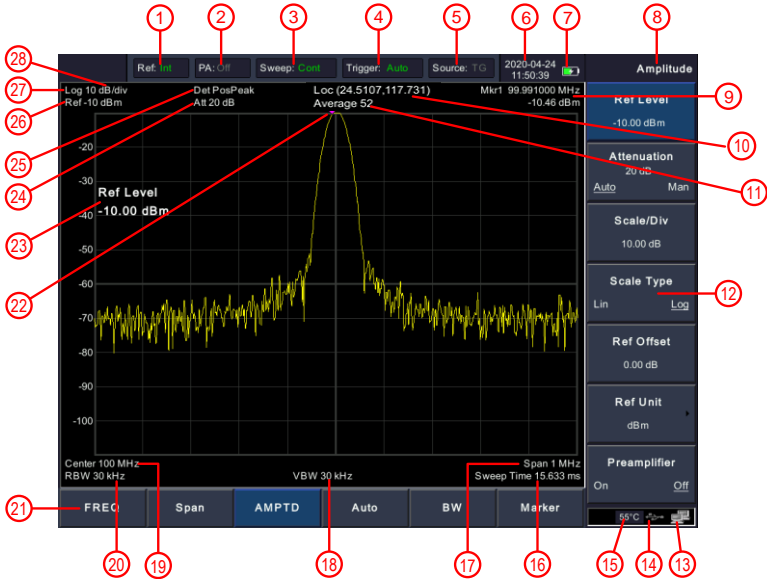 1 2 3 4 5 6 7 8
Ref: Int PA: Off Sweep: Cont Trigger: Auto Source: TG 2020-04-24 Amplitude
11:50:39
28
27 Log 10 dB/div Det PosPeak Loc (24.5107,117.731) Mkr1 99.991000 MHz 9
26 Ref -10 dBm Att 20 dB Average 52 -10.46 dBm
Ref Level
-10.00 dBm
10
-20
25
Attenuation
20 dB
Auto Man
11
-30
24
Ref Level
-10.00 dBm
-40
23
Scale/Div
10.00 dB
-50
-60
22
Scale Type
Lin Log
12
-70
-80
Ref Offset
0.00 dB
-90
-100
Ref Unit
dBm
Center 100 MHz Span 1 MHz
RBW 30 kHz VBW 30 kHz Sweep Time 15.633 ms
Preamplifier
On Off
21 FREQ Span AMPTD Auto BW Marker
55°C
20 19 18 17 16 15 14 13